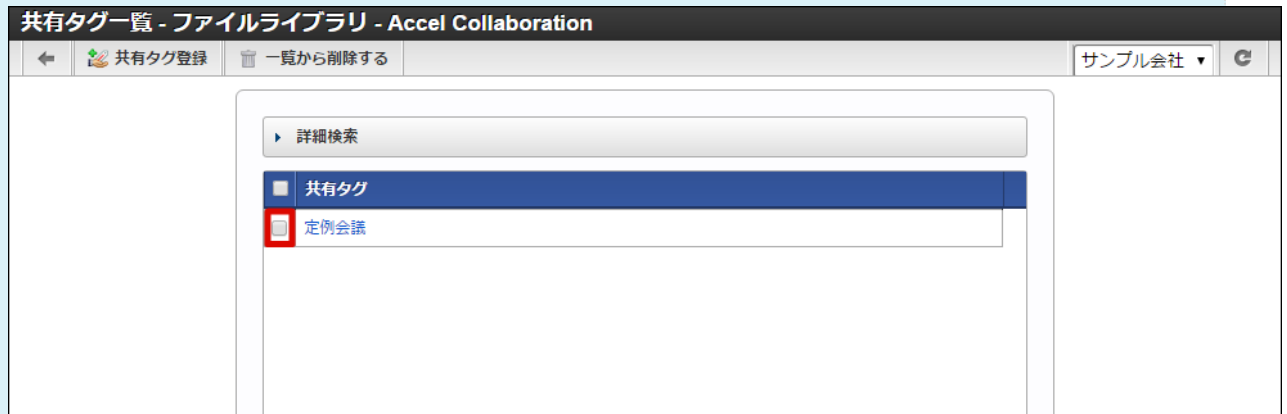 共有タグ一覧 - ファイルライブラリ - Accel Collaboration
共有タグ登録 一覧から削除する サンプル会社
詳細検索
共有タグ
定例会議